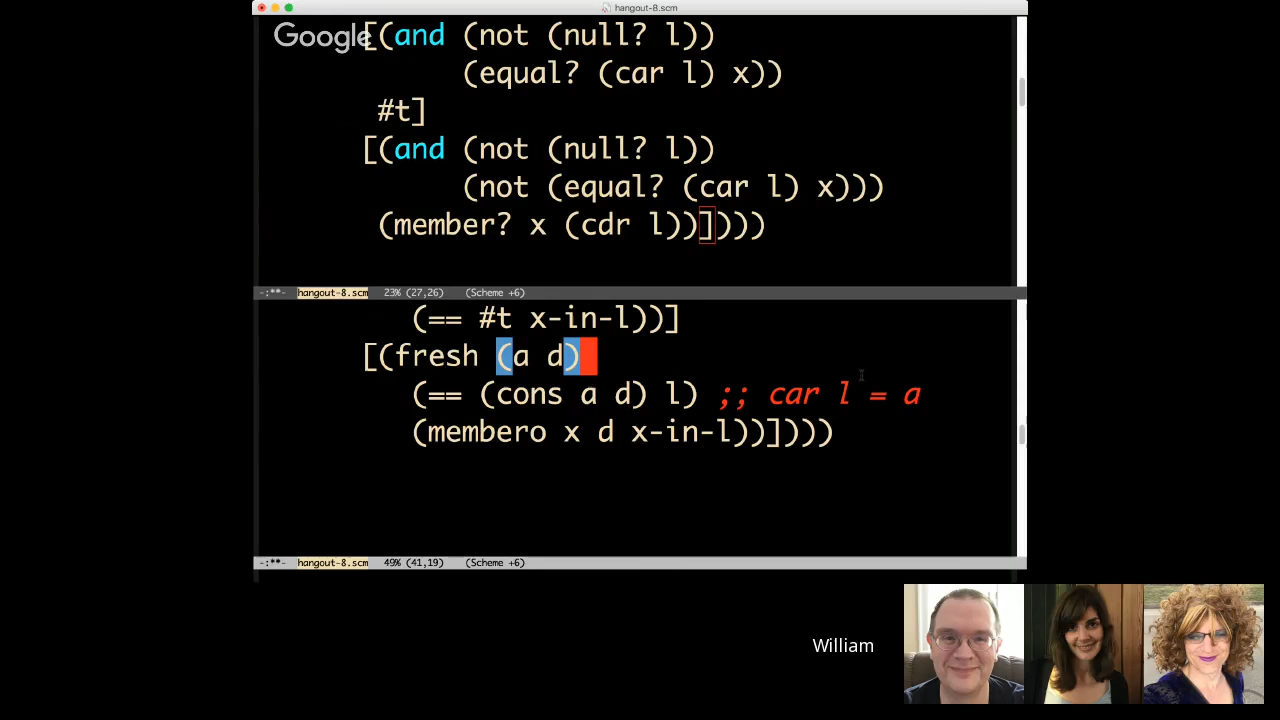 hangout-8.scm
Google
[(and (not (null? l))
(equal? (car l) x))
#t]
[(and (not (null? l))
(not (equal? (car l) x)))
(member? x (cdr l))])))
-:**- hangout-8.scm 23% (27,26) (Scheme +6)
(== #t x-in-l))]
[(fresh (a d)
(== (cons a d) l) ;; car l = a
(membero x d x-in-l))])))
-:**- hangout-8.scm 49% (41,19) (Scheme +6)
William